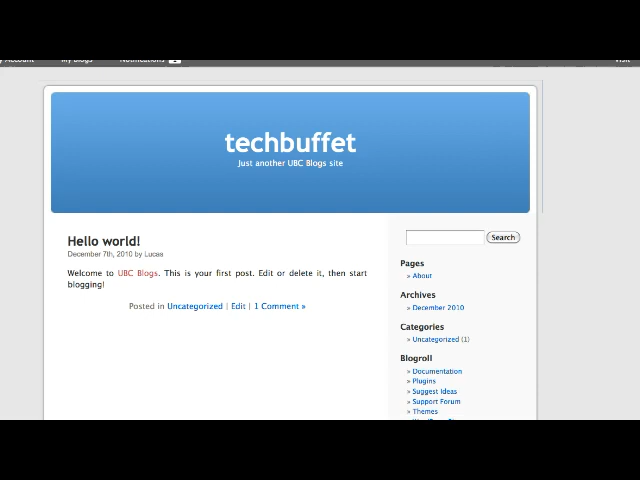 My Blogs Notifications Visit
techbuffet
Just another UBC Blogs site
Hello world!
December 7th, 2010 by Lucas
Welcome to UBC Blogs. This is your first post. Edit or delete it, then start
blogging!
Posted in Uncategorized | Edit | 1 Comment »
Search
Pages
» About
Archives
» December 2010
Categories
» Uncategorized (1)
Blogroll
» Documentation
» Plugins
» Suggest Ideas
» Support Forum
» Themes